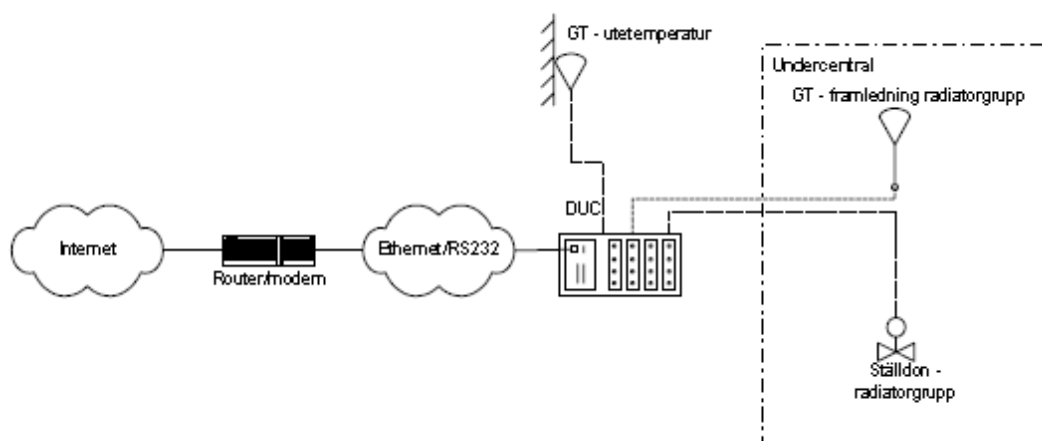 GT - utetemperatur
Undercentral
GT - framledning radiatorgrupp
DUC
Internet
Ethernet/RS232
Router/modem
Ställdon -
radiatorgrupp